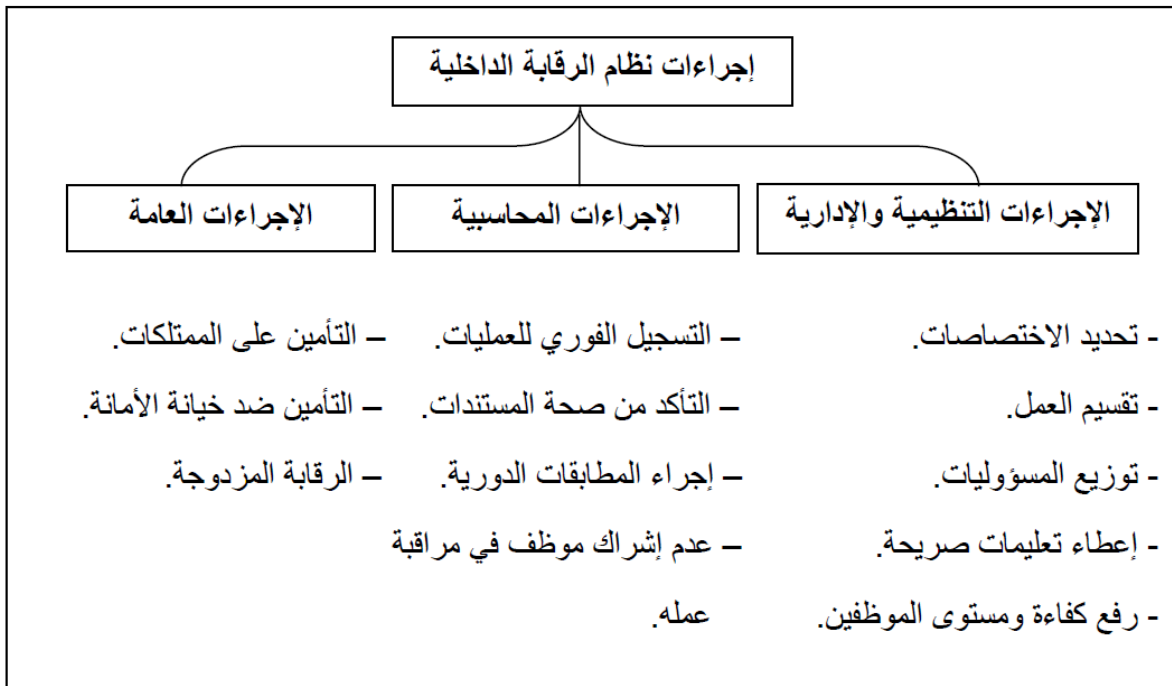 إجراءات نظام الرقابة الداخلية
الإجراءات التنظيمية والإدارية
- تحديد الاختصاصات.
- تقسيم العمل.
- توزيع المسؤوليات.
- إعطاء تعليمات صريحة.
- رفع كفاءة ومستوى الموظفين.
الإجراءات المحاسبية
– التسجيل الفوري للعمليات.
– التأكد من صحة المستندات.
– إجراء المطابقات الدورية.
– عدم إشراك موظف في مراقبة
عمله.
الإجراءات العامة
– التأمين على الممتلكات.
– التأمين ضد خيانة الأمانة.
– الرقابة المزدوجة.